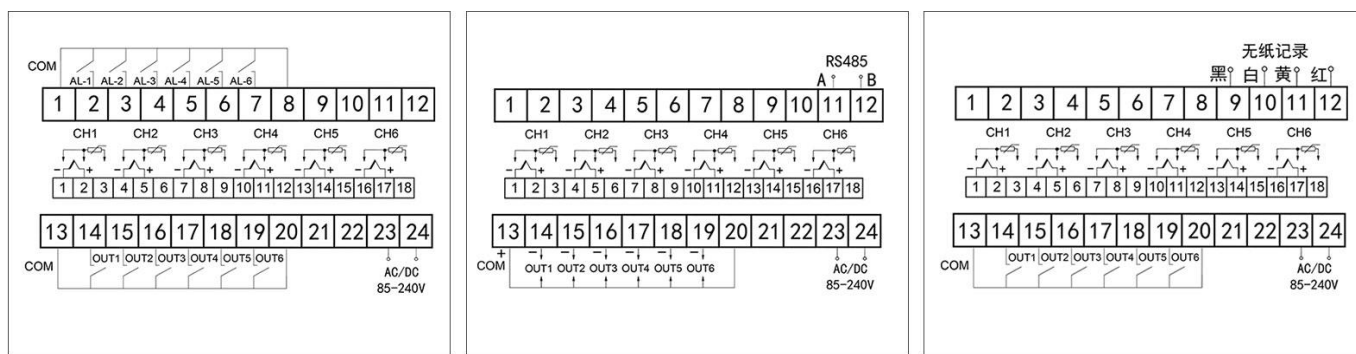 COM
AL-1 AL-2 AL-3 AL-4 AL-5 AL-6
1 2 3 4 5 6 7 8 9 10 11 12
CH1 CH2 CH3 CH4 CH5 CH6
- + - + - + - + - + - +
1 2 3 4 5 6 7 8 9 10 11 12 13 14 15 16 17 18
13 14 15 16 17 18 19 20 21 22 23 24
COM
OUT1 OUT2 OUT3 OUT4 OUT5 OUT6
AC/DC
85-240V
RS485
A B
1 2 3 4 5 6 7 8 9 10 11 12
CH1 CH2 CH3 CH4 CH5 CH6
- + - + - + - + - + - +
1 2 3 4 5 6 7 8 9 10 11 12 13 14 15 16 17 18
13 14 15 16 17 18 19 20 21 22 23 24
+ - - - - - -
COM
OUT1 OUT2 OUT3 OUT4 OUT5 OUT6
AC/DC
85-240V
无纸记录
黑 白 黄 红
1 2 3 4 5 6 7 8 9 10 11 12
CH1 CH2 CH3 CH4 CH5 CH6
- + - + - + - + - + - +
1 2 3 4 5 6 7 8 9 10 11 12 13 14 15 16 17 18
13 14 15 16 17 18 19 20 21 22 23 24
COM
OUT1 OUT2 OUT3 OUT4 OUT5 OUT6
AC/DC
85-240V